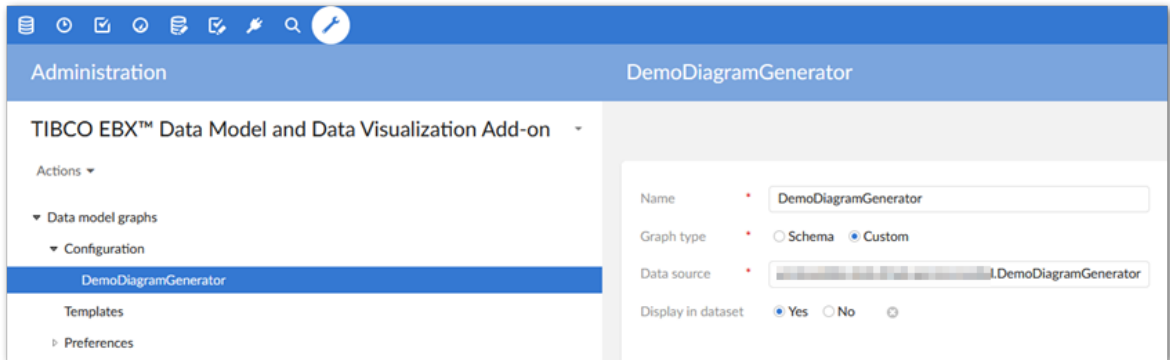 Administration
DemoDiagramGenerator
TIBCO EBX™ Data Model and Data Visualization Add-on
Actions
Data model graphs
Configuration
DemoDiagramGenerator
Templates
Preferences
Name * DemoDiagramGenerator
Graph type * Schema Custom
Data source * l.DemoDiagramGenerator
Display in dataset Yes No